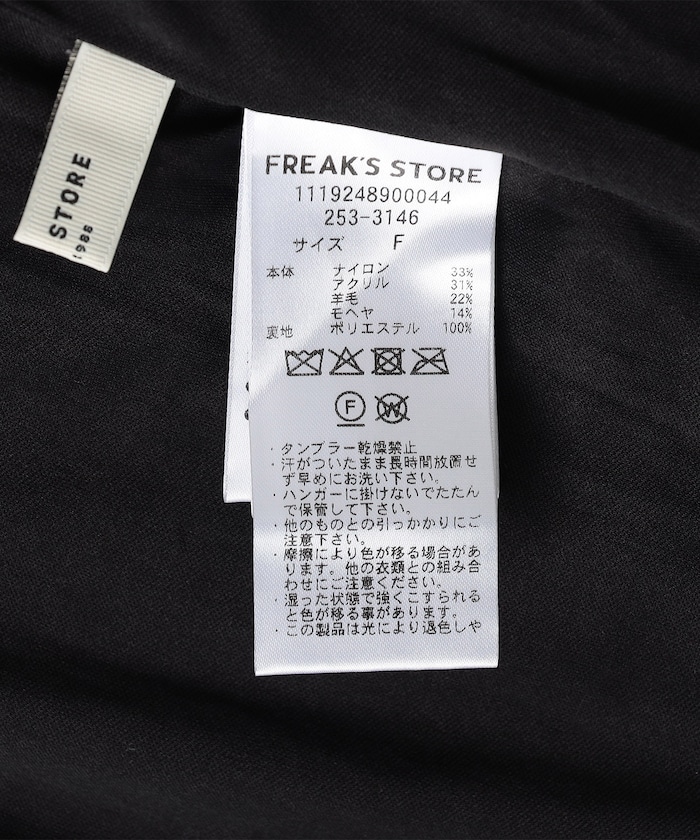 STORE
1986
FREAK'S STORE
1119248900044
253-3146
サイズ F
本体 ナイロン 33%
アクリル 31%
羊毛 22%
モヘヤ 14%
裏地 ポリエステル 100%
F W
・タンブラー乾燥禁止
・汗がついたまま長時間放置せ
ず早めにお洗い下さい。
・ハンガーに掛けないでたたん
で保管して下さい。
・他のものとの引っかかりにご
注意下さい。
・摩擦により色が移る場合があ
ります。他の衣類との組み合
わせにご注意ください。
・湿った状態で強くこすられる
と色が移る事があります。
・この製品は光により退色しや